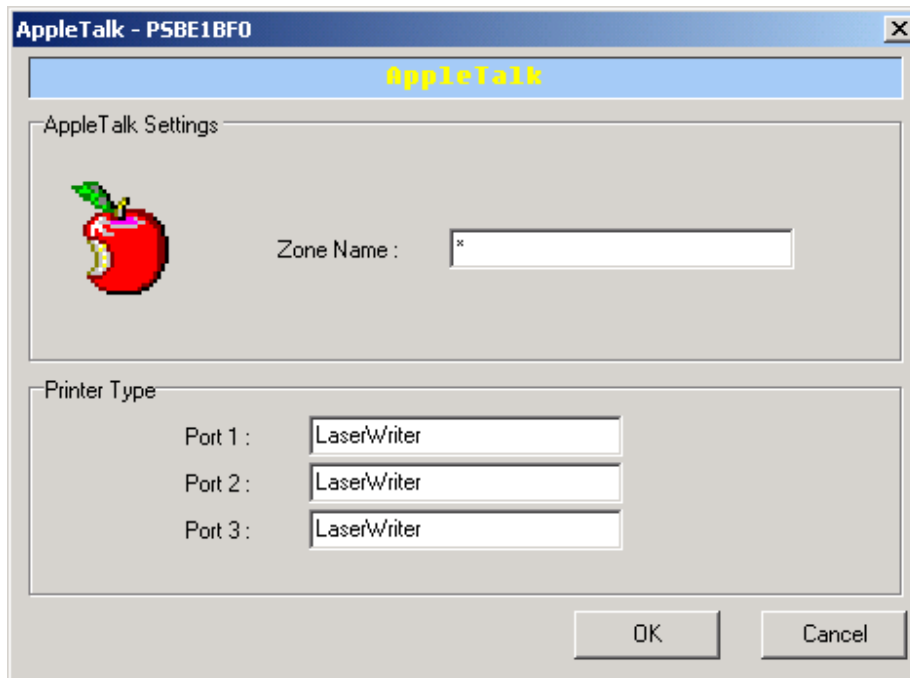 AppleTalk - PSBE1BF0
AppleTalk
AppleTalk Settings
Zone Name : *
Printer Type
Port 1 : LaserWriter
Port 2 : LaserWriter
Port 3 : LaserWriter
OK Cancel